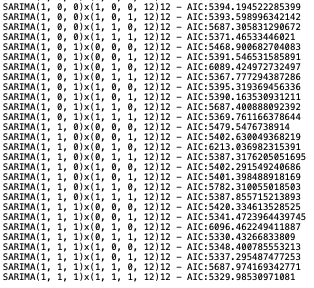 SARIMA(1, 0, 0)x(1, 0, 0, 12)12 – AIC:5394.194522285399
SARIMA(1, 0, 0)x(1, 0, 1, 12)12 – AIC:5393.598996342142
SARIMA(1, 0, 0)x(1, 1, 0, 12)12 – AIC:5687.305831290672
SARIMA(1, 0, 0)x(1, 1, 1, 12)12 – AIC:5371.46533446021
SARIMA(1, 0, 1)x(0, 0, 0, 12)12 – AIC:5468.900682704083
SARIMA(1, 0, 1)x(0, 0, 1, 12)12 – AIC:5391.546531585891
SARIMA(1, 0, 1)x(0, 1, 0, 12)12 – AIC:6089.424972732497
SARIMA(1, 0, 1)x(0, 1, 1, 12)12 – AIC:5367.777294387286
SARIMA(1, 0, 1)x(1, 0, 0, 12)12 – AIC:5395.319369453336
SARIMA(1, 0, 1)x(1, 0, 1, 12)12 – AIC:5390.163530931211
SARIMA(1, 0, 1)x(1, 1, 0, 12)12 – AIC:5687.400888092392
SARIMA(1, 0, 1)x(1, 1, 1, 12)12 – AIC:5369.761166378644
SARIMA(1, 1, 0)x(0, 0, 0, 12)12 – AIC:5479.5476738914
SARIMA(1, 1, 0)x(0, 0, 1, 12)12 – AIC:5402.630049368219
SARIMA(1, 1, 0)x(0, 1, 0, 12)12 – AIC:6213.036982315391
SARIMA(1, 1, 0)x(0, 1, 1, 12)12 – AIC:5387.3176205051695
SARIMA(1, 1, 0)x(1, 0, 0, 12)12 – AIC:5402.291549240686
SARIMA(1, 1, 0)x(1, 0, 1, 12)12 – AIC:5401.398488918169
SARIMA(1, 1, 0)x(1, 1, 0, 12)12 – AIC:5782.310055018503
SARIMA(1, 1, 0)x(1, 1, 1, 12)12 – AIC:5387.855715213893
SARIMA(1, 1, 1)x(0, 0, 0, 12)12 – AIC:5420.334613528525
SARIMA(1, 1, 1)x(0, 0, 1, 12)12 – AIC:5341.4723964439745
SARIMA(1, 1, 1)x(0, 1, 0, 12)12 – AIC:6096.462249411887
SARIMA(1, 1, 1)x(0, 1, 1, 12)12 – AIC:5330.43266833809
SARIMA(1, 1, 1)x(1, 0, 0, 12)12 – AIC:5348.400785553213
SARIMA(1, 1, 1)x(1, 0, 1, 12)12 – AIC:5337.295487477253
SARIMA(1, 1, 1)x(1, 1, 0, 12)12 – AIC:5687.974169342771
SARIMA(1, 1, 1)x(1, 1, 1, 12)12 – AIC:5329.98530971081